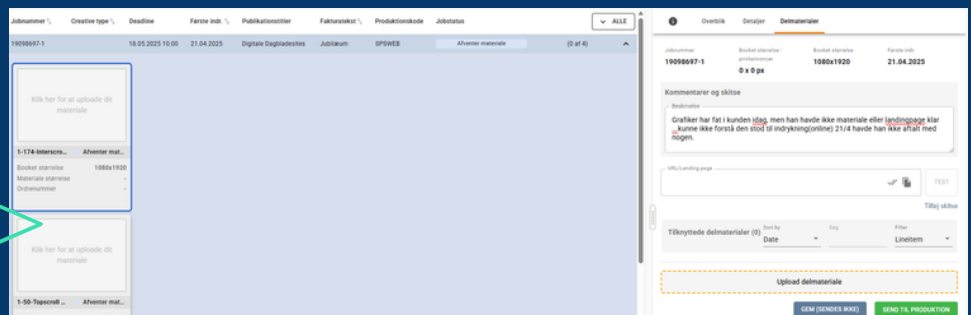 Jobnummer Creative type Deadline Første indr. Publikationstitler Fakturatekst Produktionskode Jobstatus ALLE
19098697-1 18.05.2025 10:00 21.04.2025 Digitale Dagbladesites Jubilæum SPSWEB Afventer materiale (0 af 4)
Klik her for at uploade dit
materiale
1-174-Interscro... Afventer mat...
Booket størrelse 1080x1920
Materiale størrelse -
Ordrenummer -
Klik her for at uploade dit
materiale
1-50-Topscroll ... Afventer mat...
Overblik Detaljer Delmaterialer
Jobnummer Booket størrelse - Booket størrelse Første indr.
printannoncer
19098697-1 1080x1920 21.04.2025
0 x 0 px
Kommentarer og skitse
Beskrivelse
Grafiker har fat i kunden idag, men han havde ikke materiale eller landingpage klar
,, kunne ikke forstå den stod til indrykning(online) 21/4 havde han ikke aftalt med
nogen.
URL/Landing page
TEST
Tilføj skitse
Tilknyttede delmaterialer (0) Sort by Søg Filter
Date Lineitem
Upload delmateriale
GEM (SENDES IKKE) SEND TIL PRODUKTION